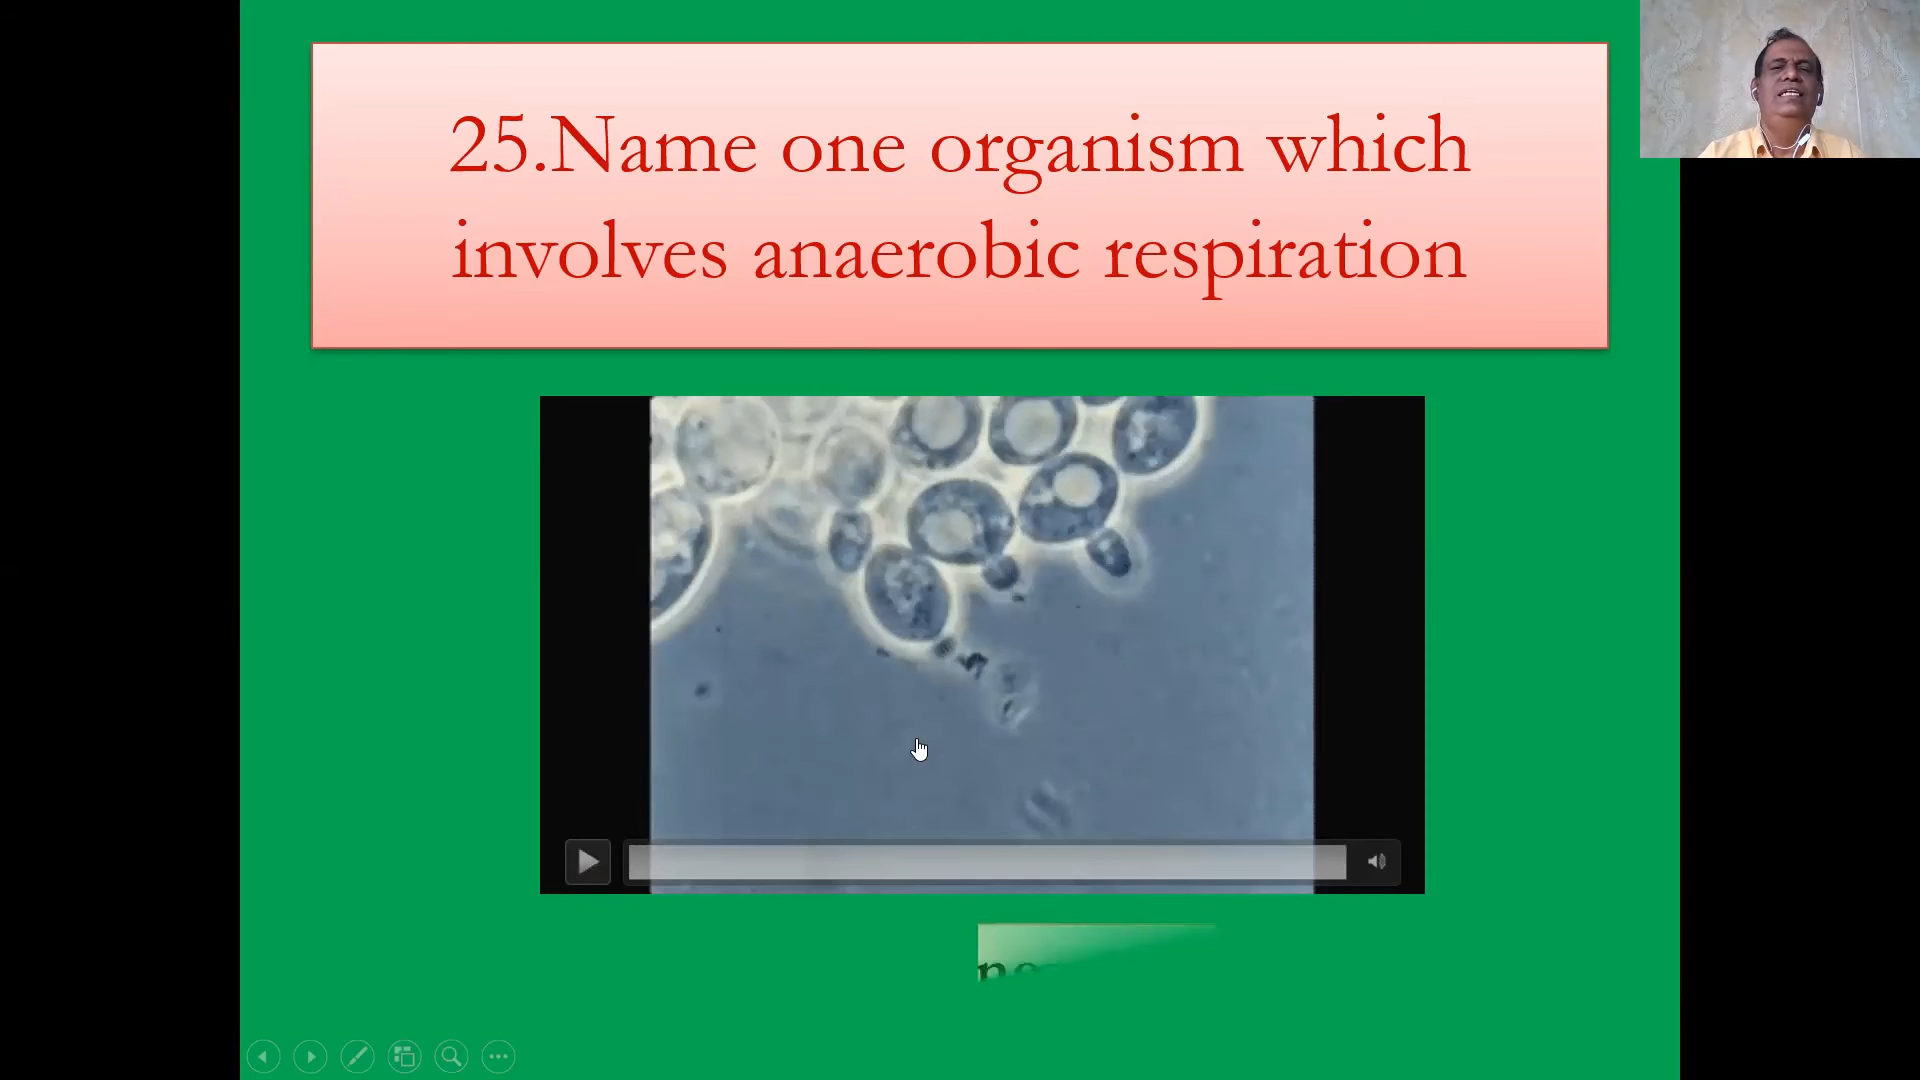 25.Name one organism which
involves anaerobic respiration